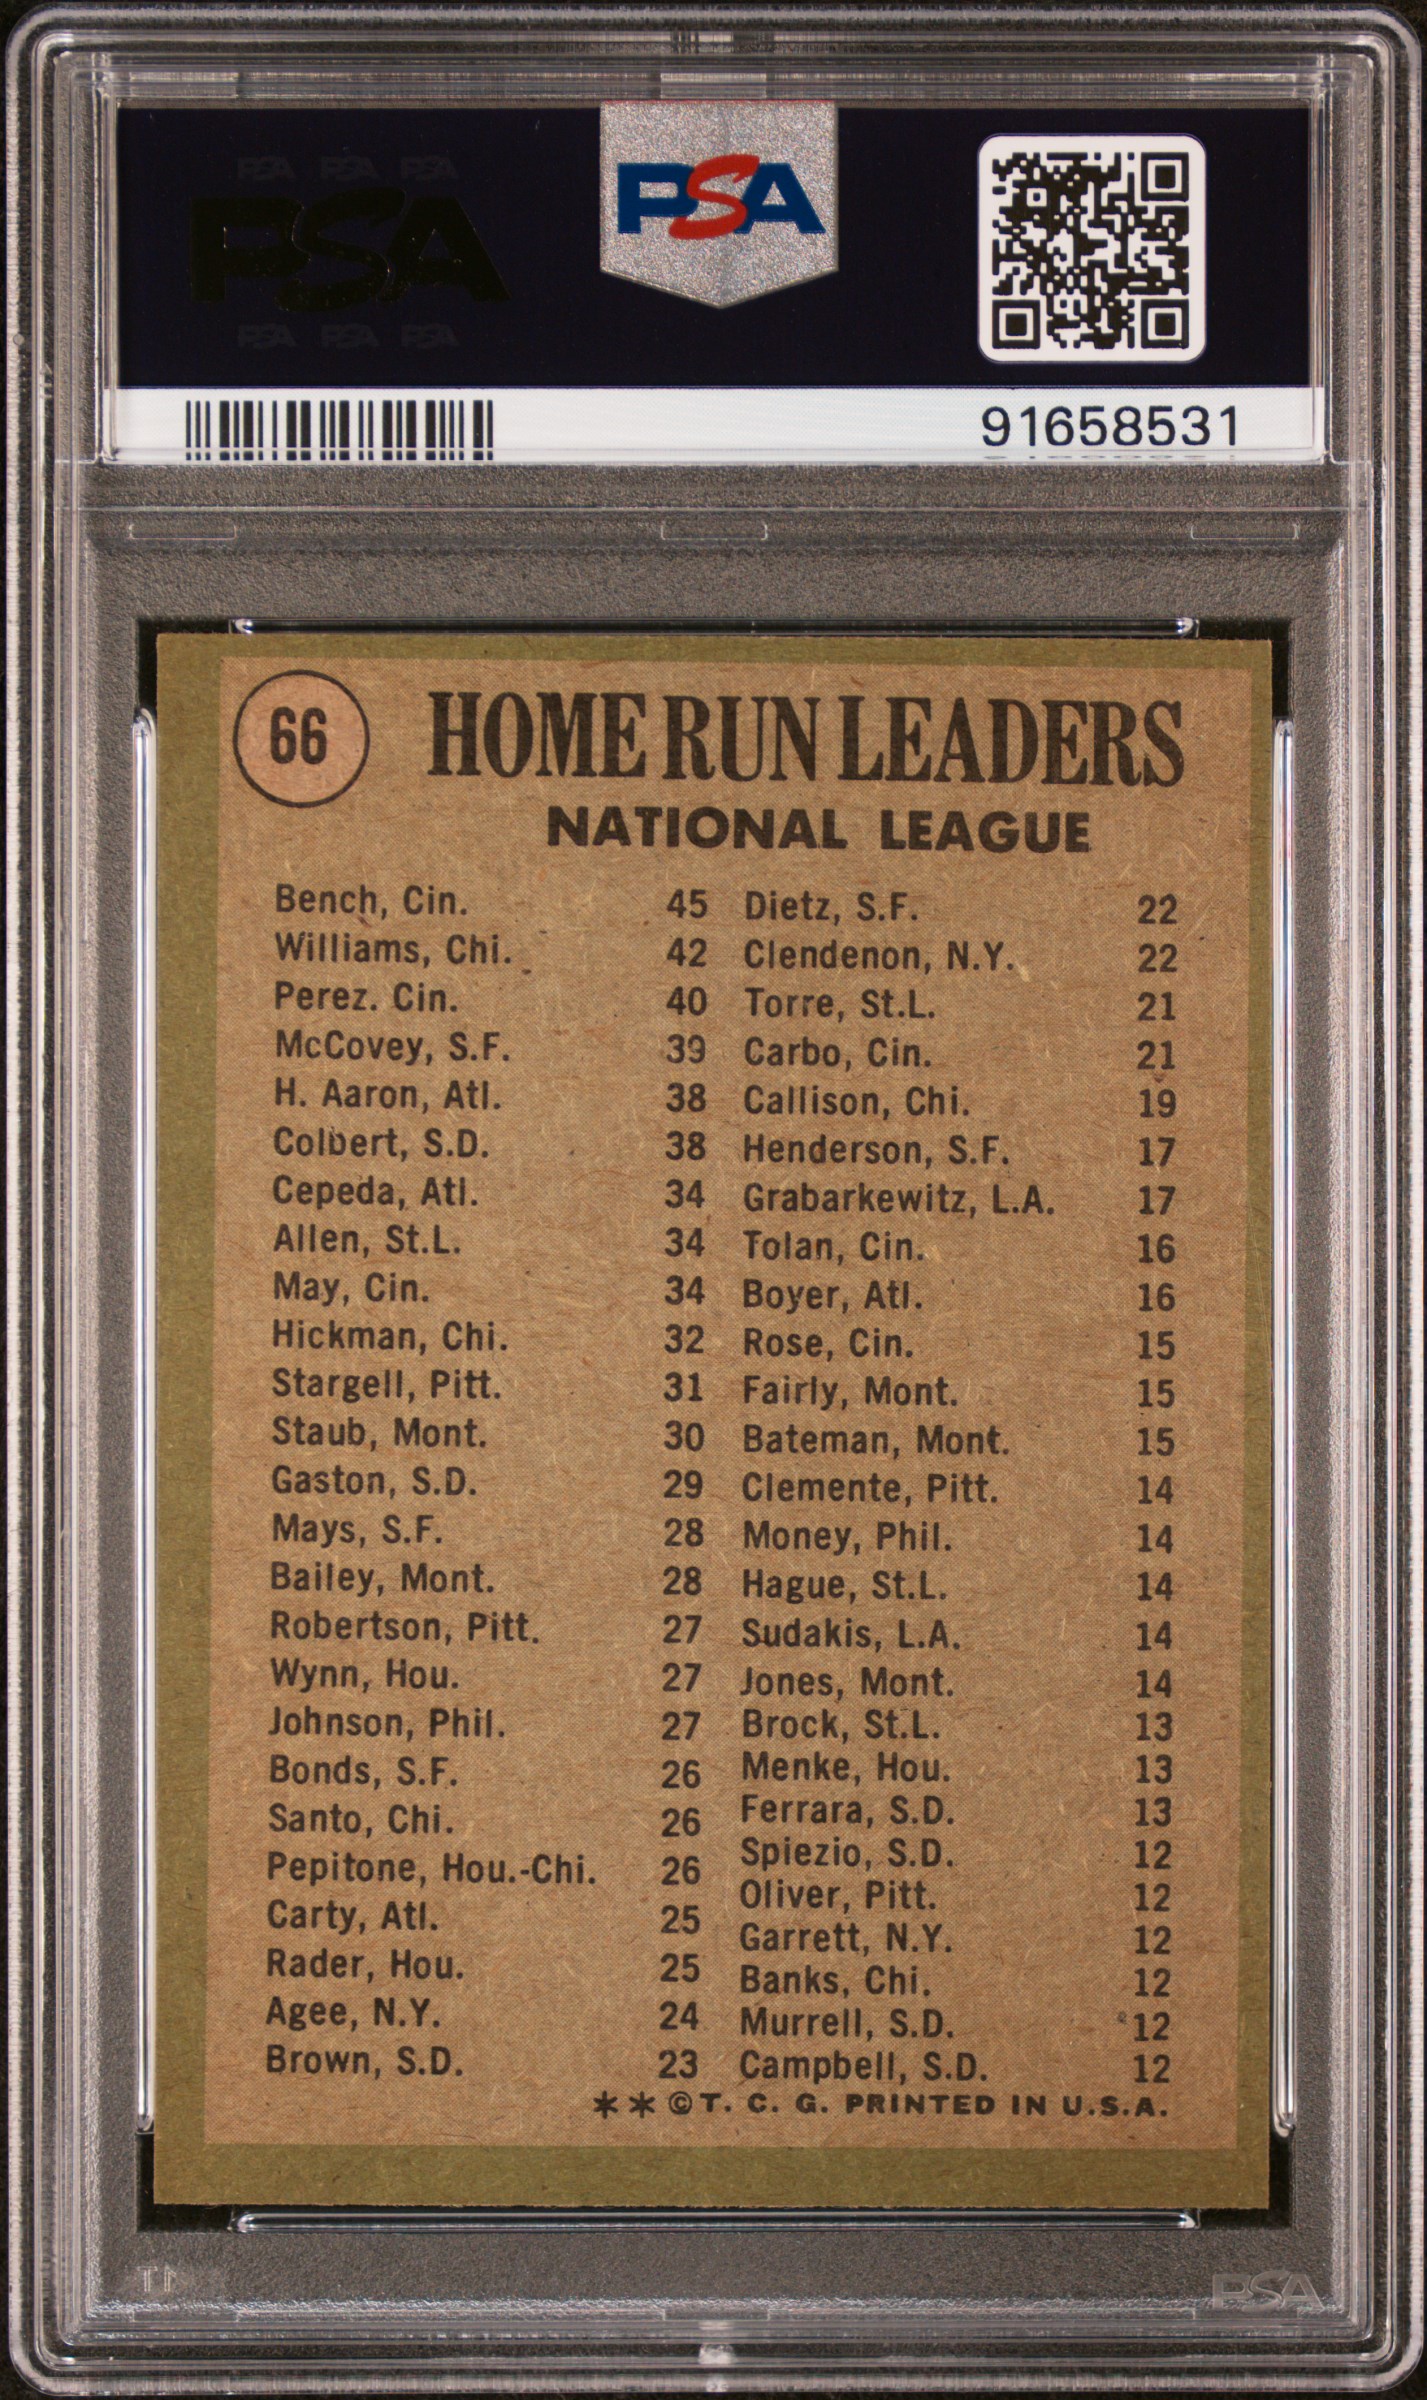 PSA PSA PSA
PSA
PSA PSA PSA
PSA
91658531
66
HOME RUN LEADERS
NATIONAL LEAGUE
Bench, Cin. 45
Williams, Chi. 42
Perez. Cin. 40
McCovey, S.F. 39
H. Aaron, Atl. 38
Colbert, S.D. 38
Cepeda, Atl. 34
Allen, St.L. 34
May, Cin. 34
Hickman, Chi. 32
Stargell, Pitt. 31
Staub, Mont. 30
Gaston, S.D. 29
Mays, S.F. 28
Bailey, Mont. 28
Robertson, Pitt. 27
Wynn, Hou. 27
Johnson, Phil. 27
Bonds, S.F. 26
Santo, Chi. 26
Pepitone, Hou.-Chi. 26
Carty, Atl. 25
Rader, Hou. 25
Agee, N.Y. 24
Brown, S.D. 23
Dietz, S.F. 22
Clendenon, N.Y. 22
Torre, St.L. 21
Carbo, Cin. 21
Callison, Chi. 19
Henderson, S.F. 17
Grabarkewitz, L.A. 17
Tolan, Cin. 16
Boyer, Atl. 16
Rose, Cin. 15
Fairly, Mont. 15
Bateman, Mont. 15
Clemente, Pitt. 14
Money, Phil. 14
Hague, St.L. 14
Sudakis, L.A. 14
Jones, Mont. 14
Brock, St.L. 13
Menke, Hou. 13
Ferrara, S.D. 13
Spiezio, S.D. 12
Oliver, Pitt. 12
Garrett, N.Y. 12
Banks, Chi. 12
Murrell, S.D. 12
Campbell, S.D. 12
**©T. C. G. PRINTED IN U.S.A.
PSA